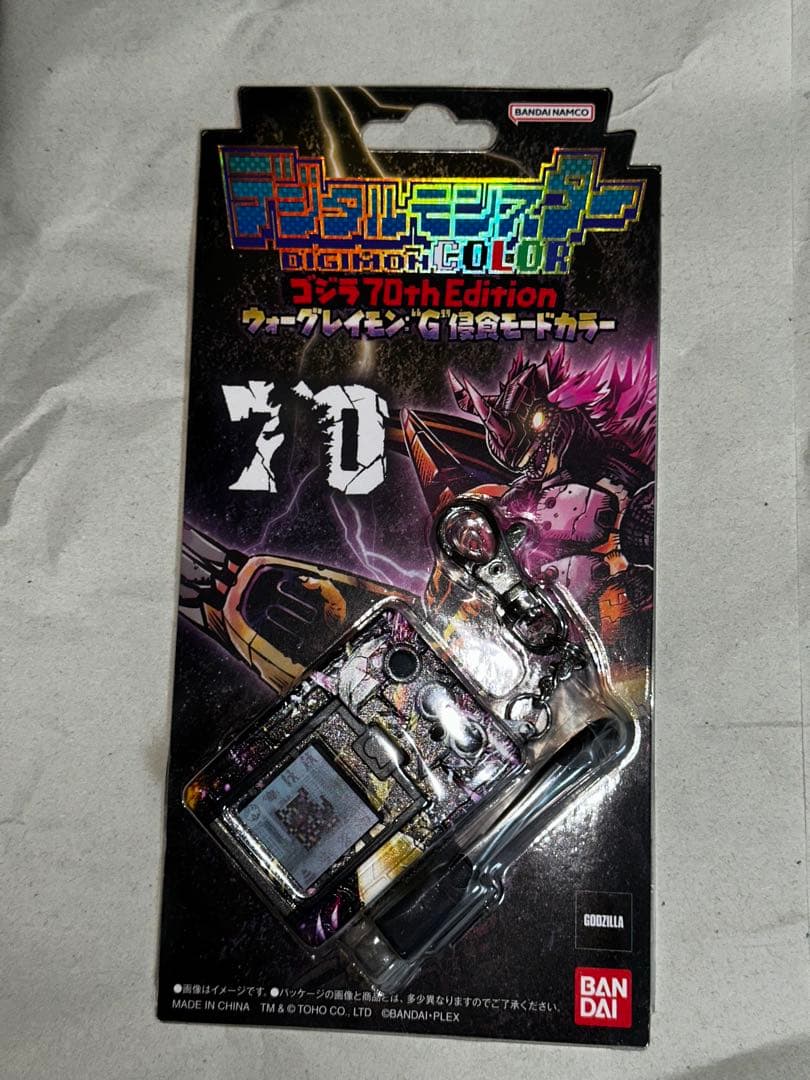 BANDAI NAMCO
デジタルモンスター
DIGIMON COLOR
ゴジラ70th Edition
ウォーグレイモン:"G"侵食モードカラー
70
GODZILLA
BAN
DAI
●画像はイメージです。●パッケージの画像と商品とは、多少異なりますのでご了承ください。
MADE IN CHINA TM & © TOHO CO., LTD ©BANDAI・PLEX